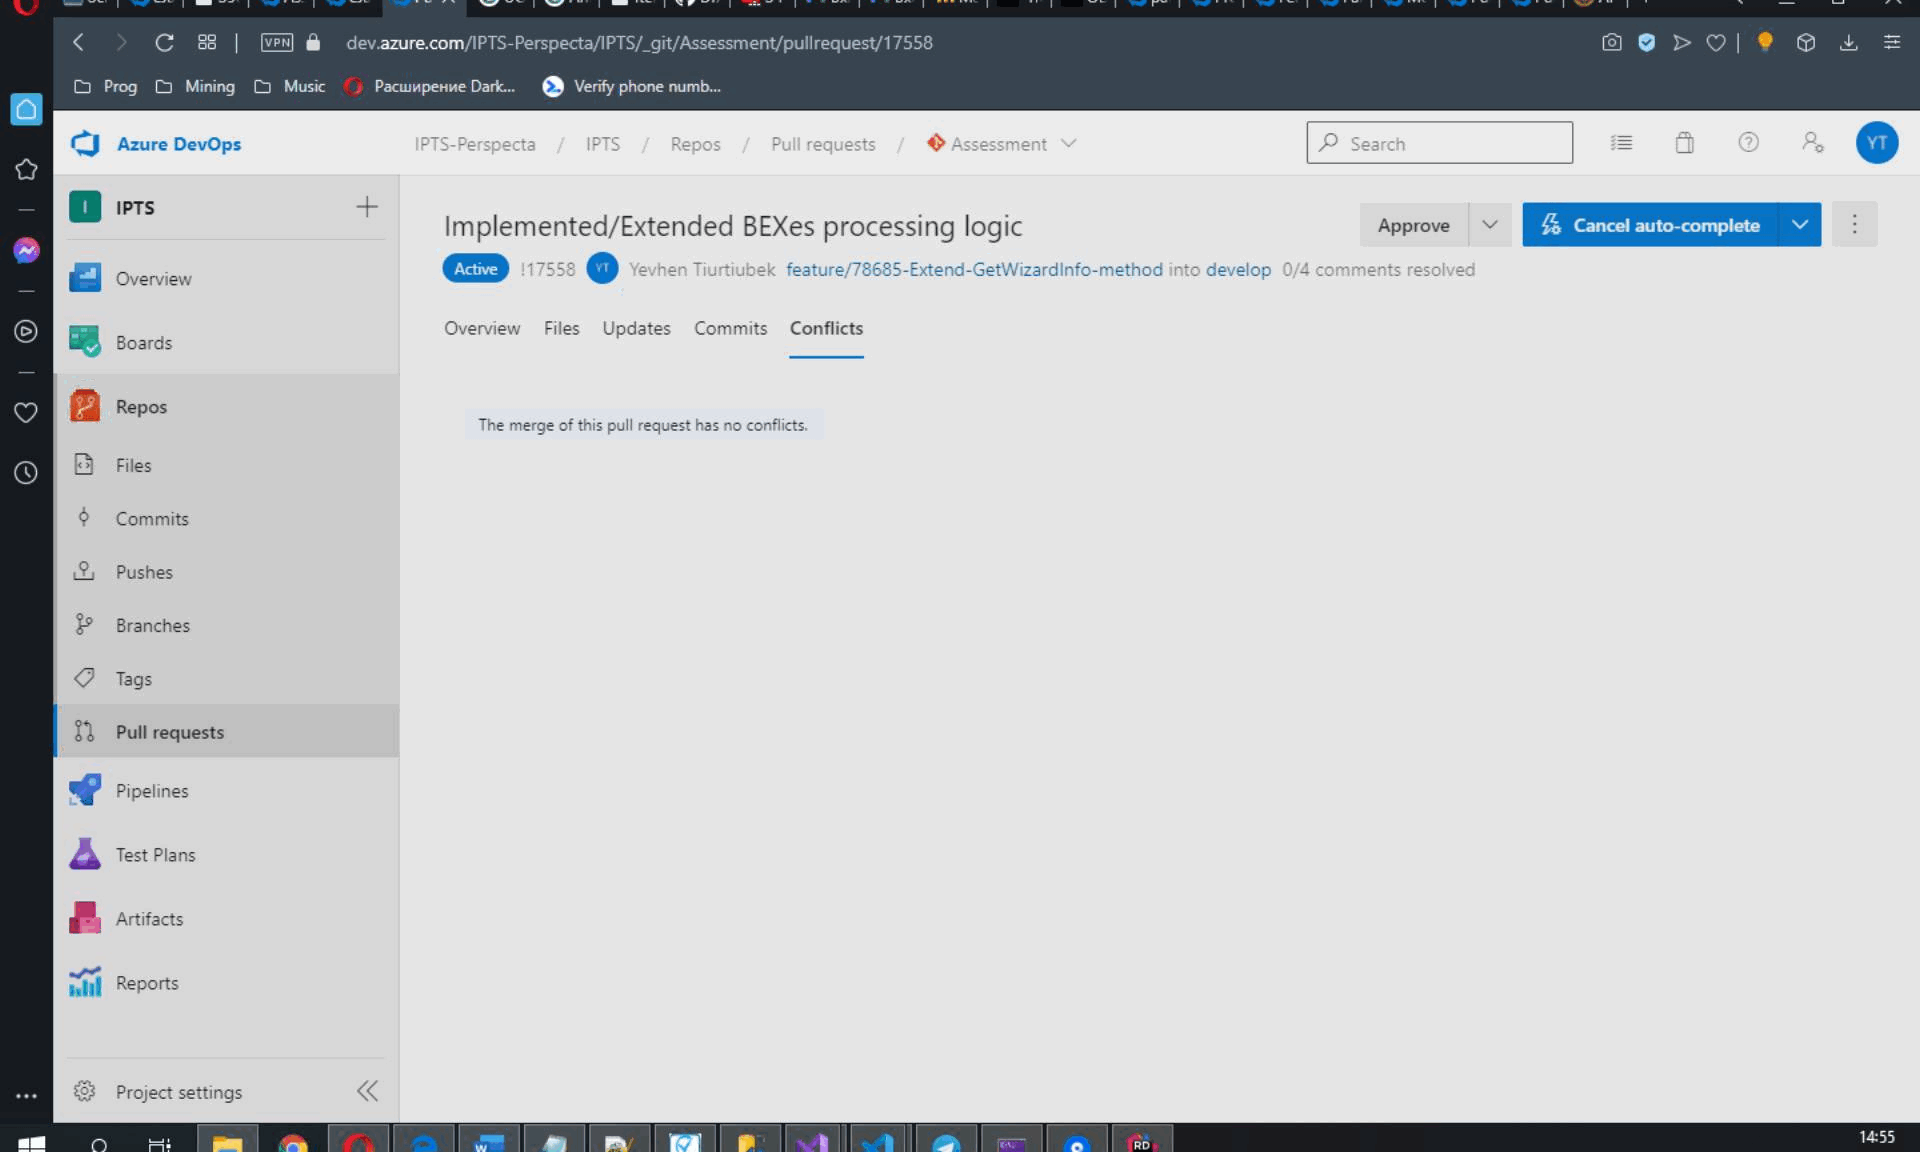 VPN
dev.azure.com/IPTS-Perspecta/IPTS/_git/Assessment/pullrequest/17558
Prog
Mining
Music
Расширение Dark...
Verify phone numb...
Azure DevOps
IPTS-Perspecta / IPTS / Repos / Pull requests / Assessment
Search
YT
I
IPTS
Implemented/Extended BEXes processing logic
Approve
Cancel auto-complete
Active !17558 YT Yevhen Tiurtiubek feature/78685-Extend-GetWizardInfo-method into develop 0/4 comments resolved
Overview
Files
Updates
Commits
Conflicts
The merge of this pull request has no conflicts.
Overview
Boards
Repos
Files
Commits
Pushes
Branches
Tags
Pull requests
Pipelines
Test Plans
Artifacts
Reports
Project settings
RD
14:55